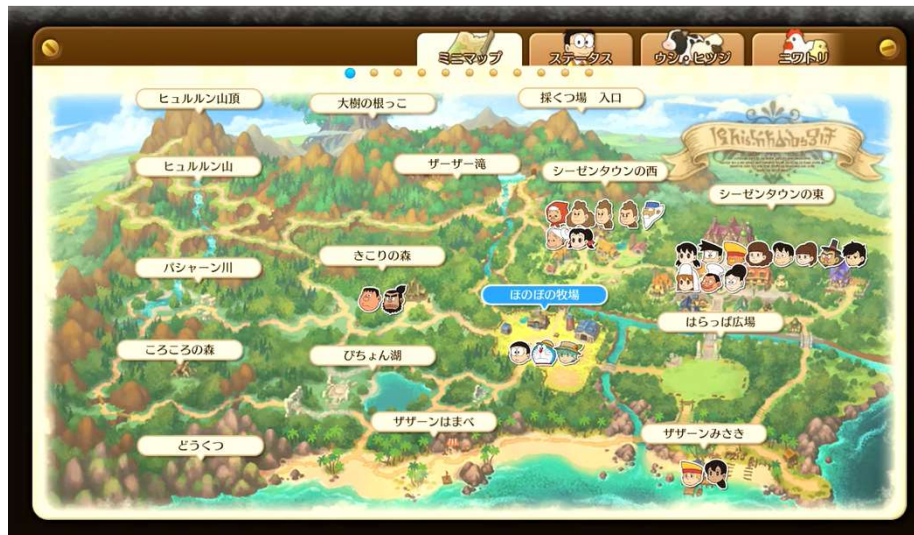 ミニマップ
ステータス
ウシ・ヒツジ
ニワトリ
ヒュルルン山頂
大樹の根っこ
採くつ場 入口
ヒュルルン山
ザーザー滝
シーゼンタウンの西
シーゼンタウンの東
バシャーン川
きこりの森
ほのぼの牧場
はらっぱ広場
ころころの森
ぴちょん湖
ザザーンはまべ
ザザーンみさき
どうくつ